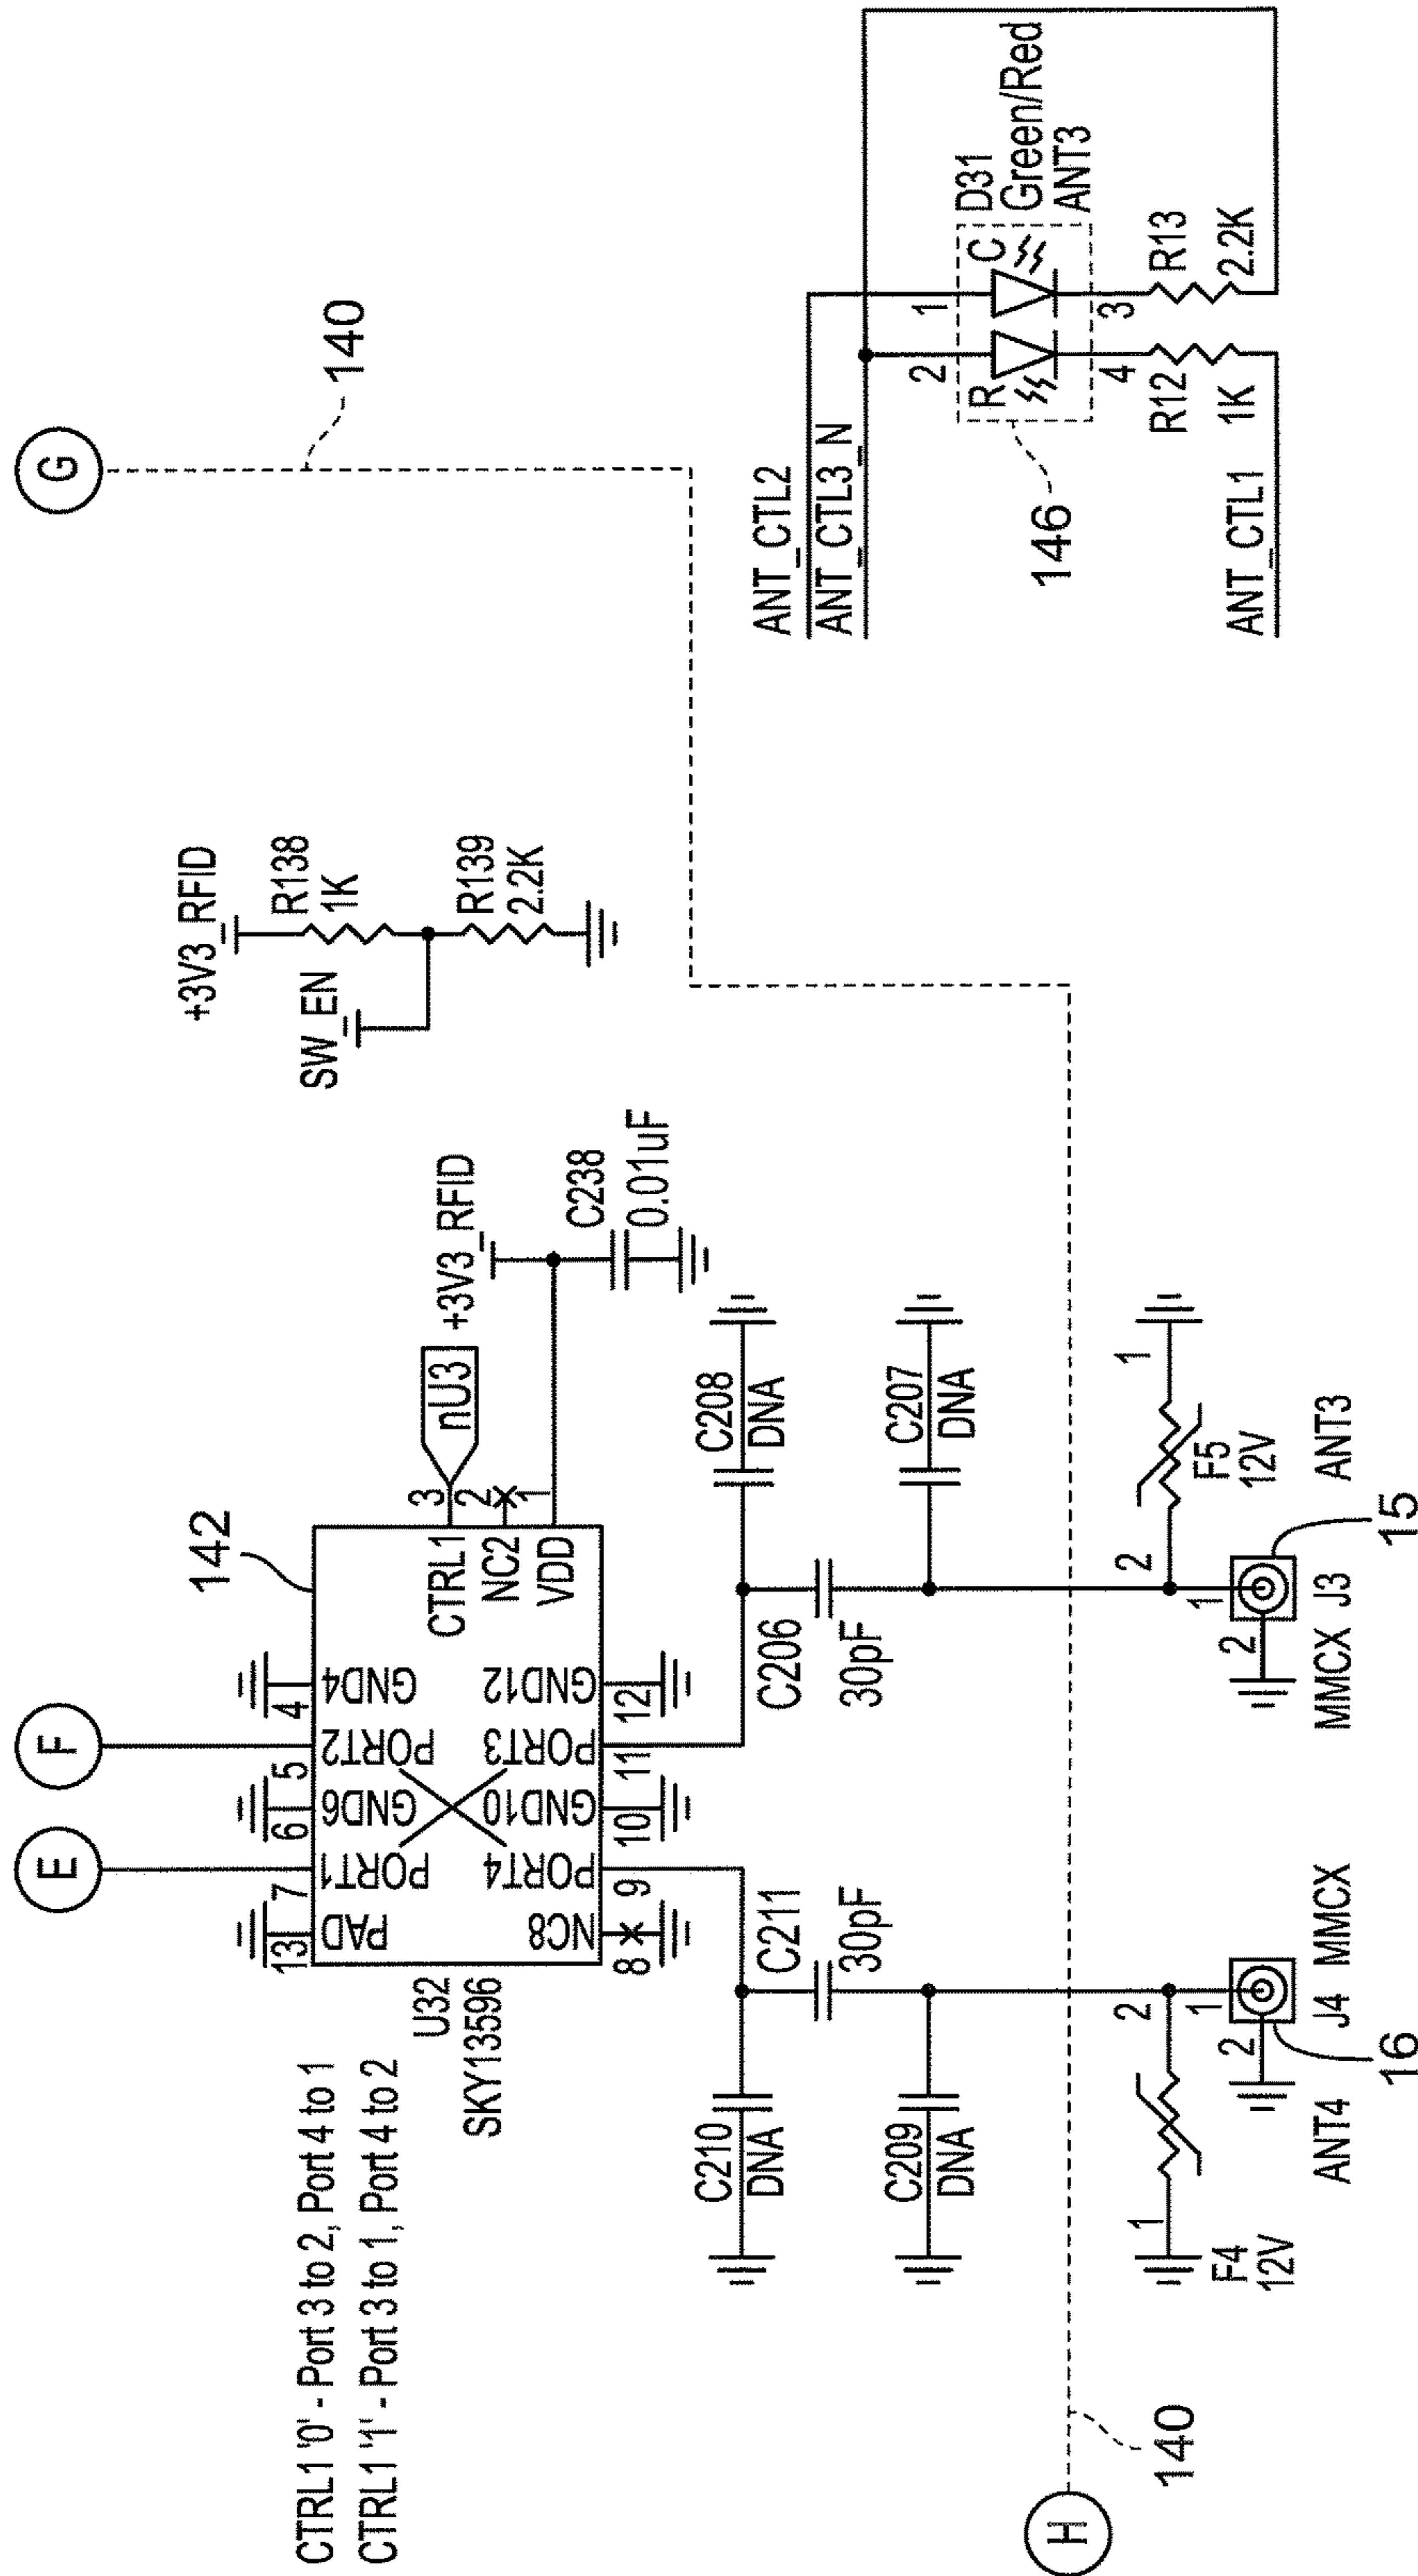 CTRL1 '0' - Port 3 to 2, Port 4 to 1
CTRL1 '1' - Port 3 to 1, Port 4 to 2
E
F
G
H
140
140
142
U32
SKY13596
13
7
6
5
4
PAD
PORT1
GND6
PORT2
GND4
NC8
PORT4
GND10
PORT3
GND12
8
9
10
11
12
CTRL1
NC2
VDD
3
2
1
nU3
+3V3_RFID
C238
0.01uF
+3V3_RFID
SW_EN
R138
1K
R139
2.2K
C210
DNA
C211
30pF
C209
DNA
C206
30pF
C208
DNA
C207
DNA
F4
12V
1
2
ANT4
J4 MMCX
1
2
16
MMCX J3
1
2
15
F5
12V
1
2
ANT3
ANT_CTL2
ANT_CTL3_N
ANT_CTL1
146
D31
Green/Red
ANT3
R
C
2
1
4
3
R12
1K
R13
2.2K